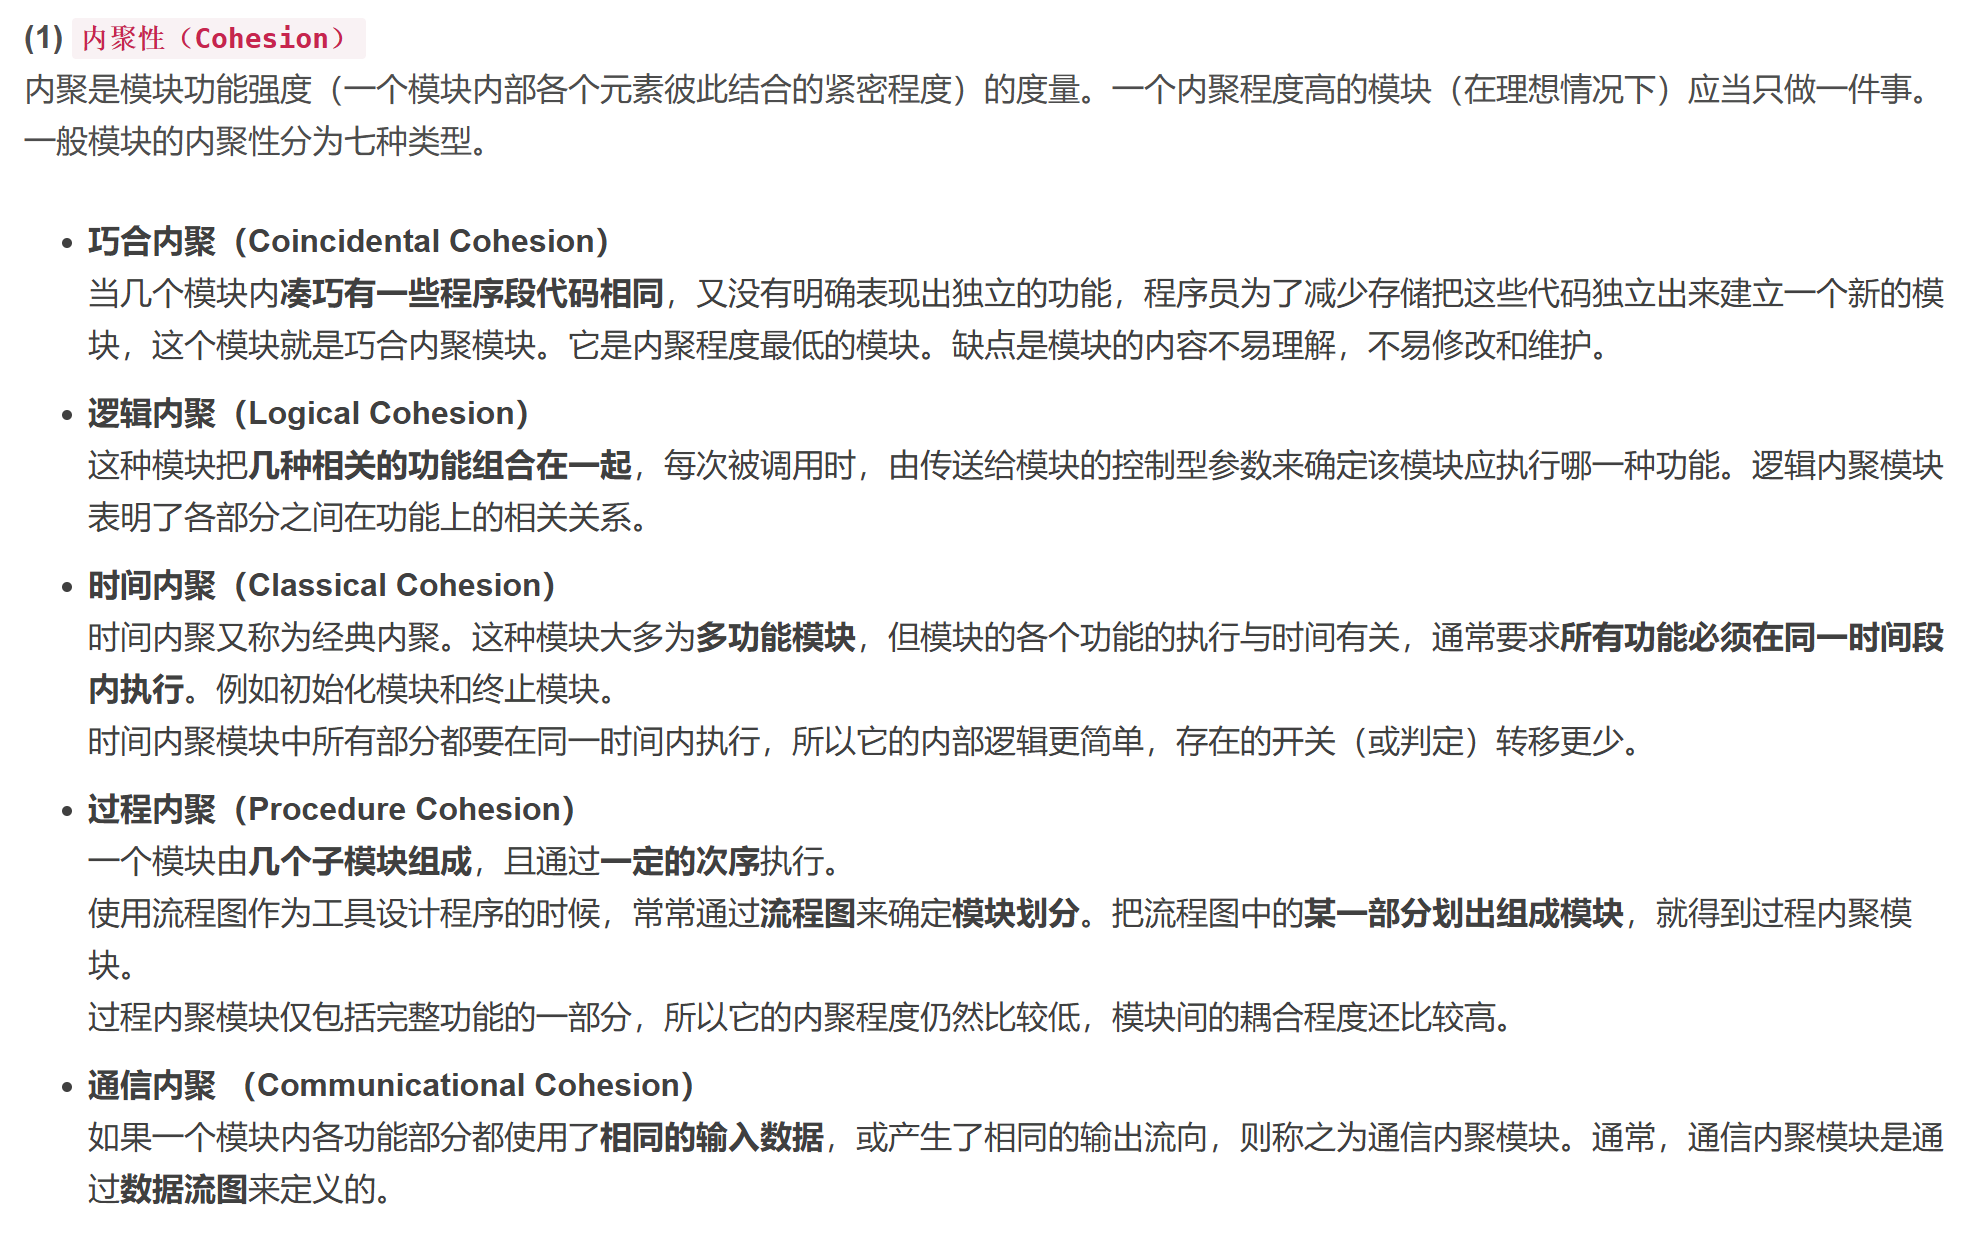 (1) 内聚性（Cohesion）
内聚是模块功能强度（一个模块内部各个元素彼此结合的紧密程度）的度量。一个内聚程度高的模块（在理想情况下）应当只做一件事。
一般模块的内聚性分为七种类型。
• 巧合内聚（Coincidental Cohesion）
当几个模块内凑巧有一些程序段代码相同，又没有明确表现出独立的功能，程序员为了减少存储把这些代码独立出来建立一个新的模
块，这个模块就是巧合内聚模块。它是内聚程度最低的模块。缺点是模块的内容不易理解，不易修改和维护。
• 逻辑内聚（Logical Cohesion）
这种模块把几种相关的功能组合在一起，每次被调用时，由传送给模块的控制型参数来确定该模块应执行哪一种功能。逻辑内聚模块
表明了各部分之间在功能上的相关关系。
• 时间内聚（Classical Cohesion）
时间内聚又称为经典内聚。这种模块大多为多功能模块，但模块的各个功能的执行与时间有关，通常要求所有功能必须在同一时间段
内执行。例如初始化模块和终止模块。
时间内聚模块中所有部分都要在同一时间内执行，所以它的内部逻辑更简单，存在的开关（或判定）转移更少。
• 过程内聚（Procedure Cohesion）
一个模块由几个子模块组成，且通过一定的次序执行。
使用流程图作为工具设计程序的时候，常常通过流程图来确定模块划分。把流程图中的某一部分划出组成模块，就得到过程内聚模
块。
过程内聚模块仅包括完整功能的一部分，所以它的内聚程度仍然比较低，模块间的耦合程度还比较高。
• 通信内聚 （Communicational Cohesion）
如果一个模块内各功能部分都使用了相同的输入数据，或产生了相同的输出流向，则称之为通信内聚模块。通常，通信内聚模块是通
过数据流图来定义的。